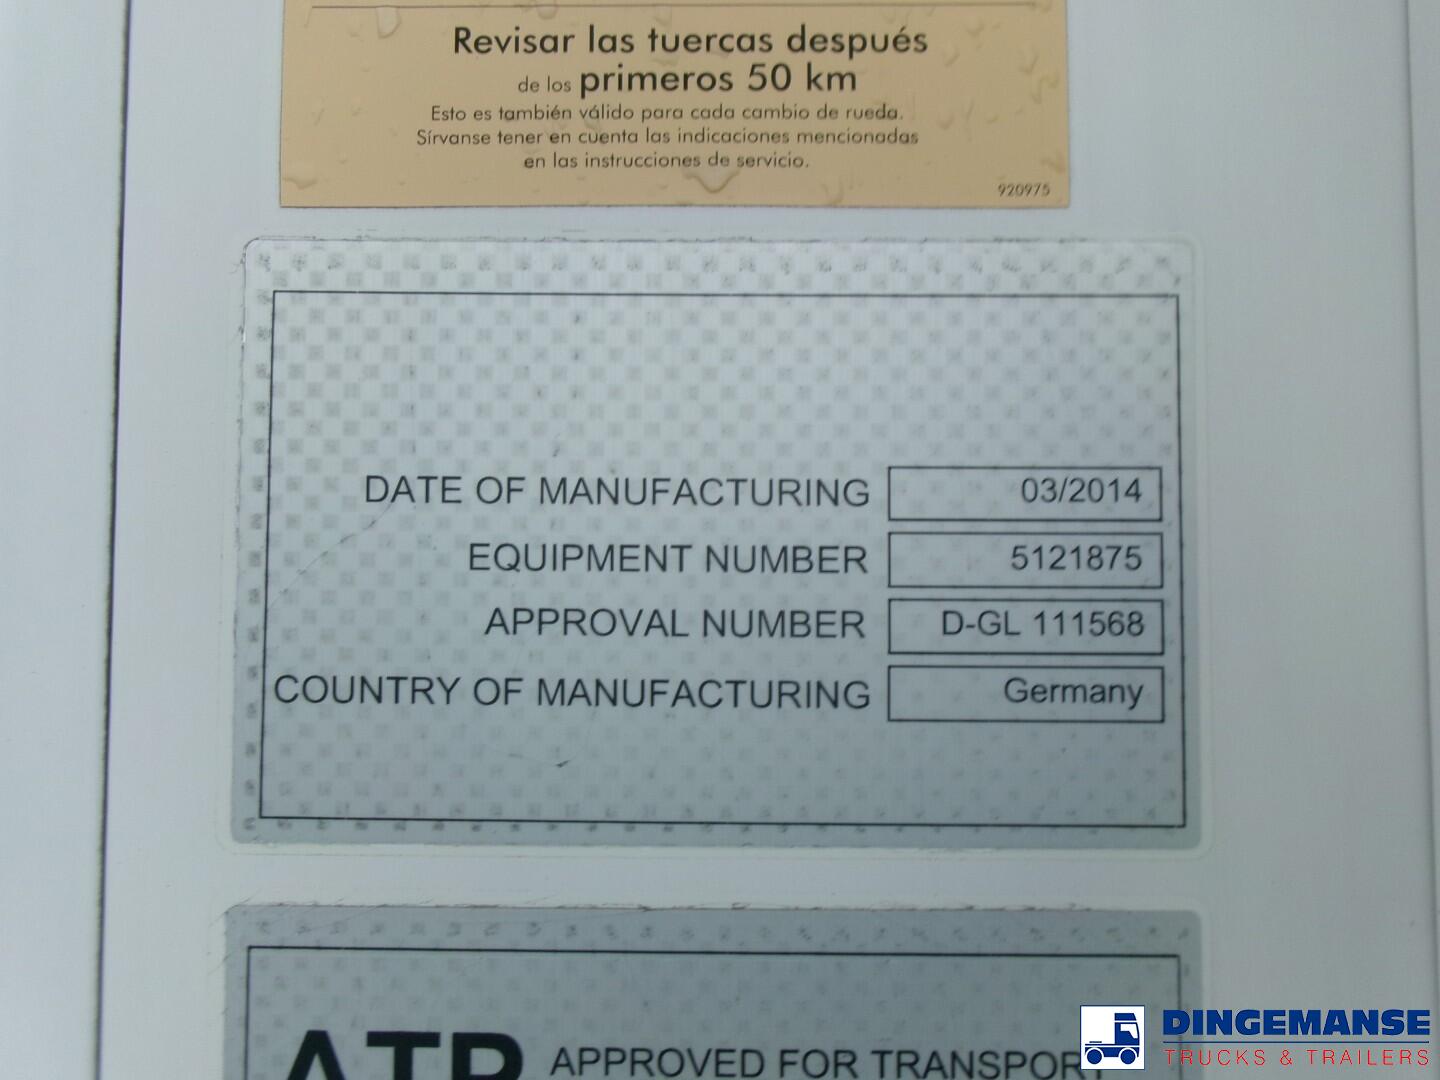 Revisar las tuercas después
de los primeros 50 km
Esto es también válido para cada cambio de rueda.
Sírvanse tener en cuenta las indicaciones mencionadas
en las instrucciones de servicio.
920975
DATE OF MANUFACTURING 03/2014
EQUIPMENT NUMBER 5121875
APPROVAL NUMBER D-GL 111568
COUNTRY OF MANUFACTURING Germany
ATP APPROVED FOR TRANSPORT
DINGEMANSE
TRUCKS & TRAILERS